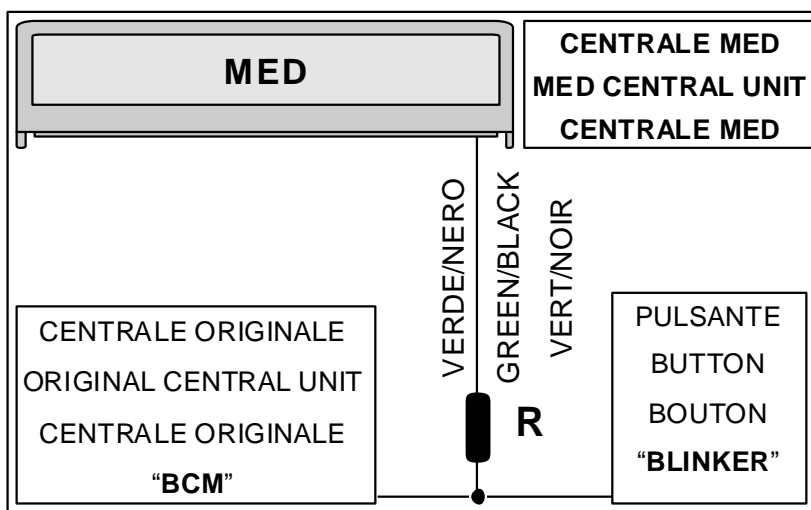 MED
CENTRALE MED
MED CENTRAL UNIT
CENTRALE MED
VERDE/NERO
GREEN/BLACK
VERT/NOIR
R
CENTRALE ORIGINALE
ORIGINAL CENTRAL UNIT
CENTRALE ORIGINALE
“BCM”
PULSANTE
BUTTON
BOUTON
“BLINKER”